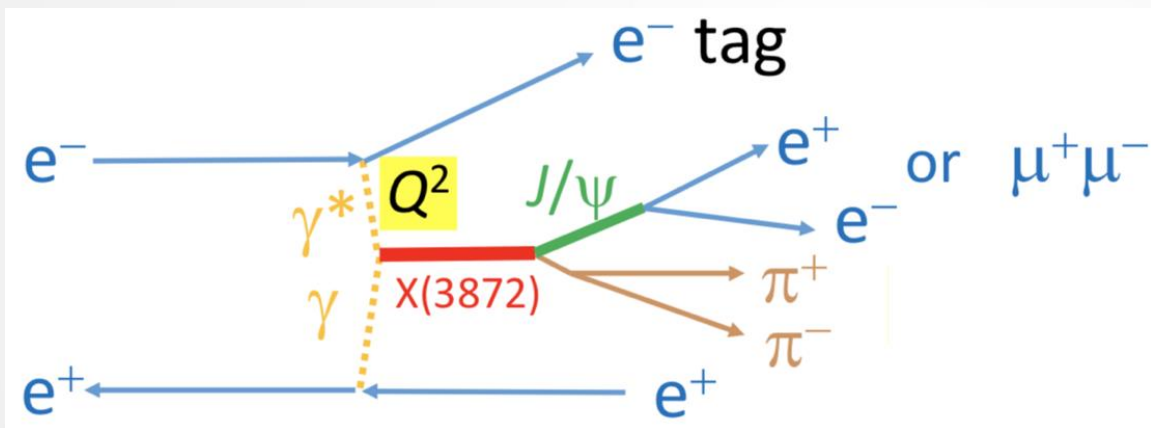 e⁻ tag
e⁻
e⁺ or μ⁺μ⁻
Q²
J/ψ
γ*
e⁻
X(3872)
γ
π⁺
π⁻
e⁺
e⁺